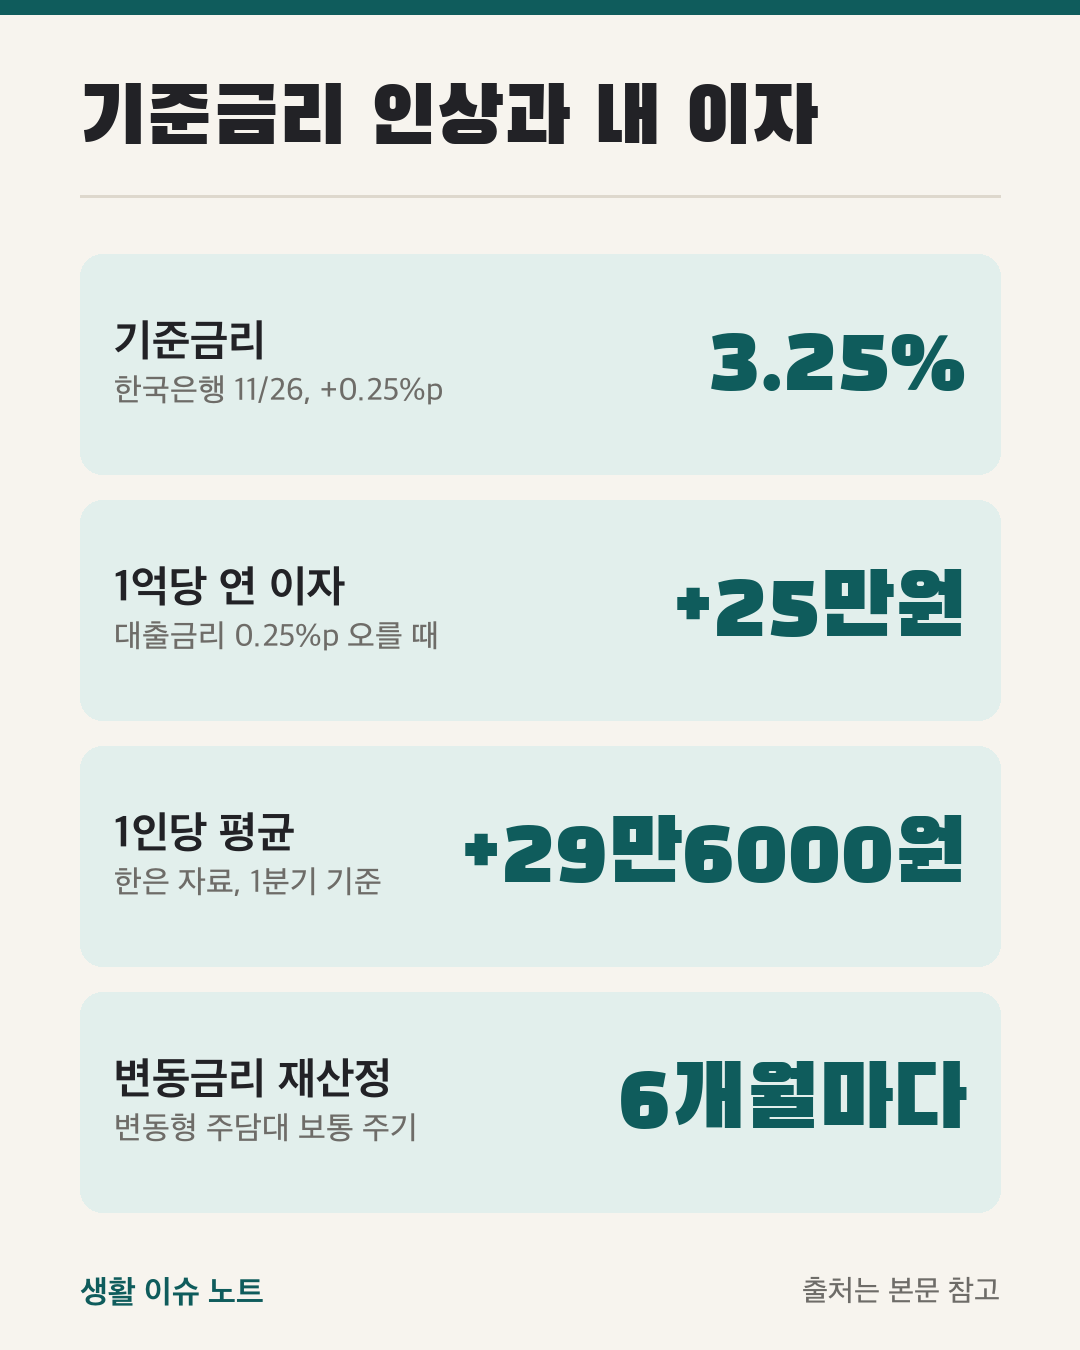 기준금리 인상과 내 이자
기준금리
한국은행 11/26, +0.25%p
3.25%
1억당 연 이자
대출금리 0.25%p 오를 때
+25만원
1인당 평균
한은 자료, 1분기 기준
+29만6000원
변동금리 재산정
변동형 주담대 보통 주기
6개월마다
생활 이슈 노트
출처는 본문 참고